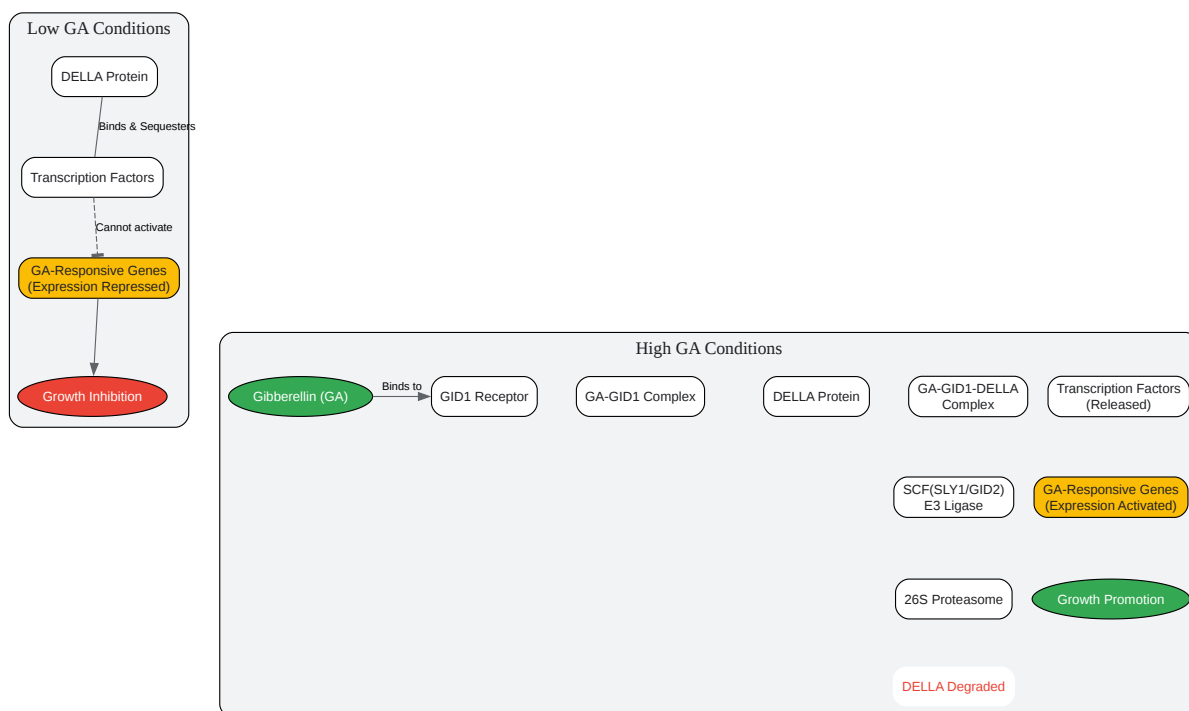 Low GA Conditions
DELLA Protein
Binds & Sequesters
Transcription Factors
Cannot activate
GA-Responsive Genes
(Expression Repressed)
Growth Inhibition
High GA Conditions
Gibberellin (GA)
Binds to
GID1 Receptor
GA-GID1 Complex
DELLA Protein
GA-GID1-DELLA
Complex
Transcription Factors
(Released)
SCF(SLY1/GID2)
E3 Ligase
GA-Responsive Genes
(Expression Activated)
26S Proteasome
Growth Promotion
DELLA Degraded